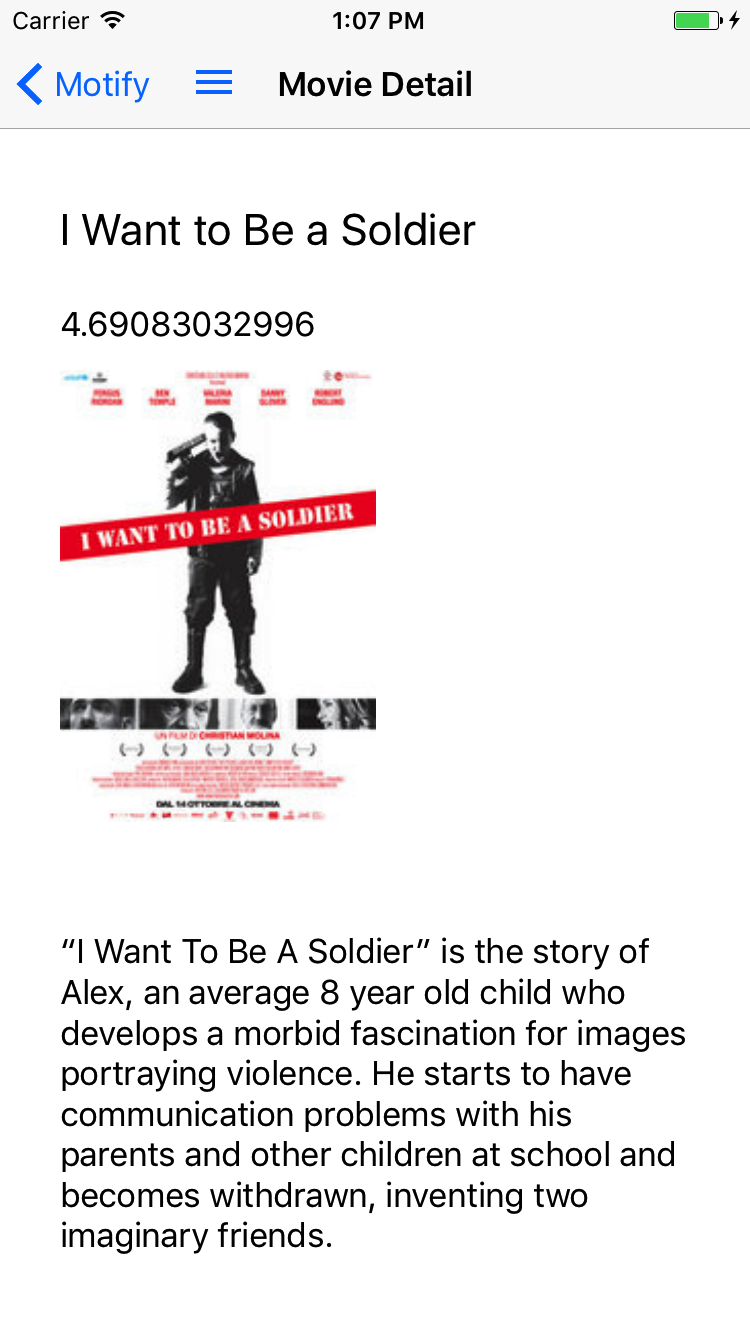 Carrier 1:07 PM
Motify Movie Detail
I Want to Be a Soldier
4.69083032996
FERGUS BEN VALERIA DANNY ROBERT
RIORDAN TEMPLE MARINI GLOVER ENGLUND
I WANT TO BE A SOLDIER
UN FILM DI CHRISTIAN MOLINA
DAL 14 OTTOBRE AL CINEMA
“I Want To Be A Soldier” is the story of
Alex, an average 8 year old child who
develops a morbid fascination for images
portraying violence. He starts to have
communication problems with his
parents and other children at school and
becomes withdrawn, inventing two
imaginary friends.